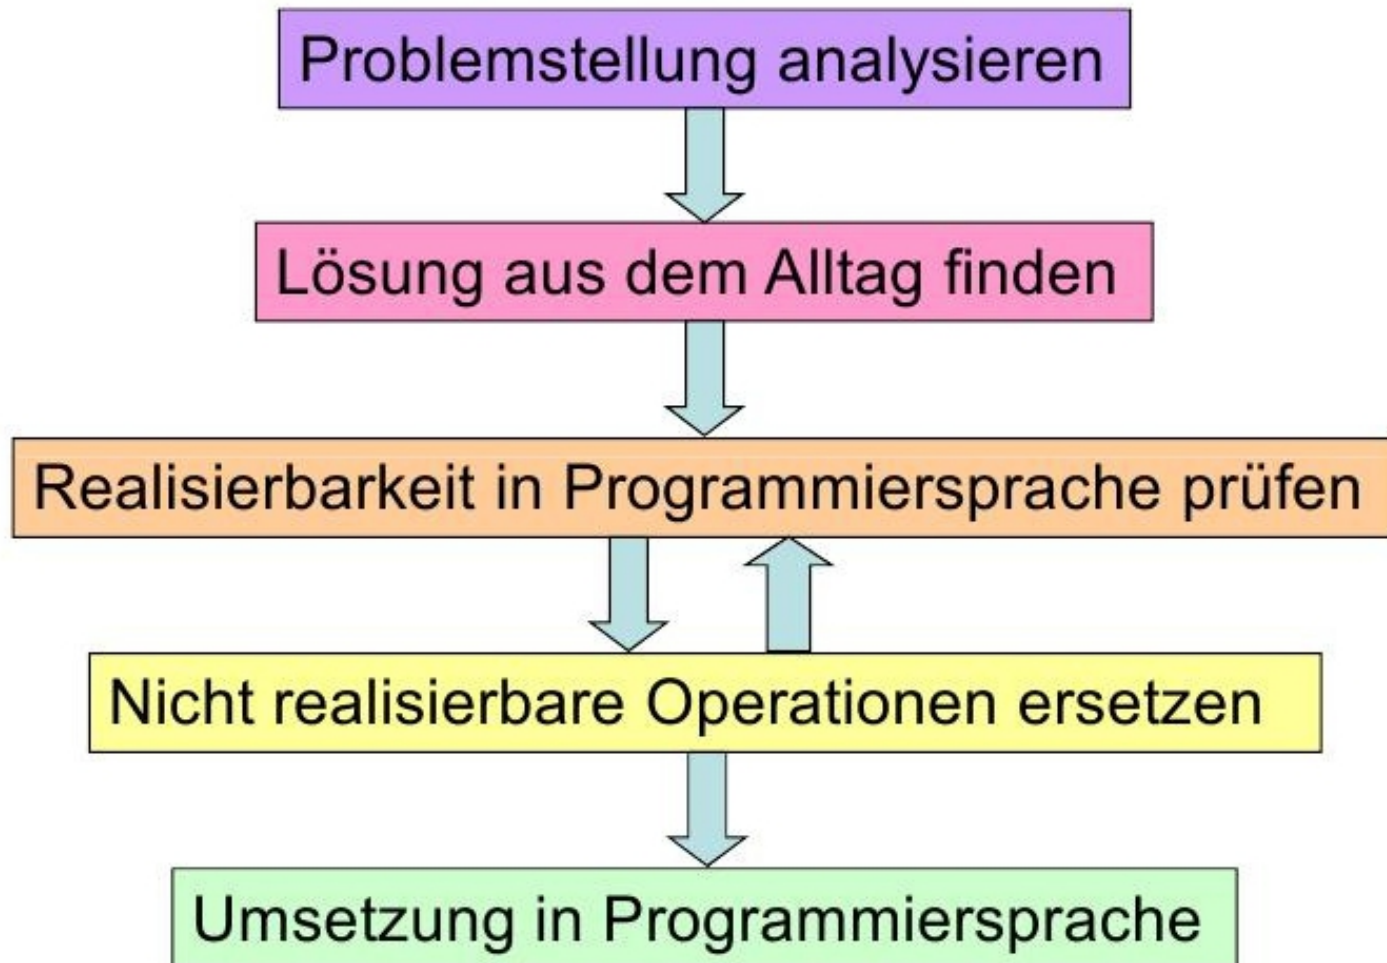 Problemstellung analysieren
Lösung aus dem Alltag finden
Realisierbarkeit in Programmiersprache prüfen
Nicht realisierbare Operationen ersetzen
Umsetzung in Programmiersprache